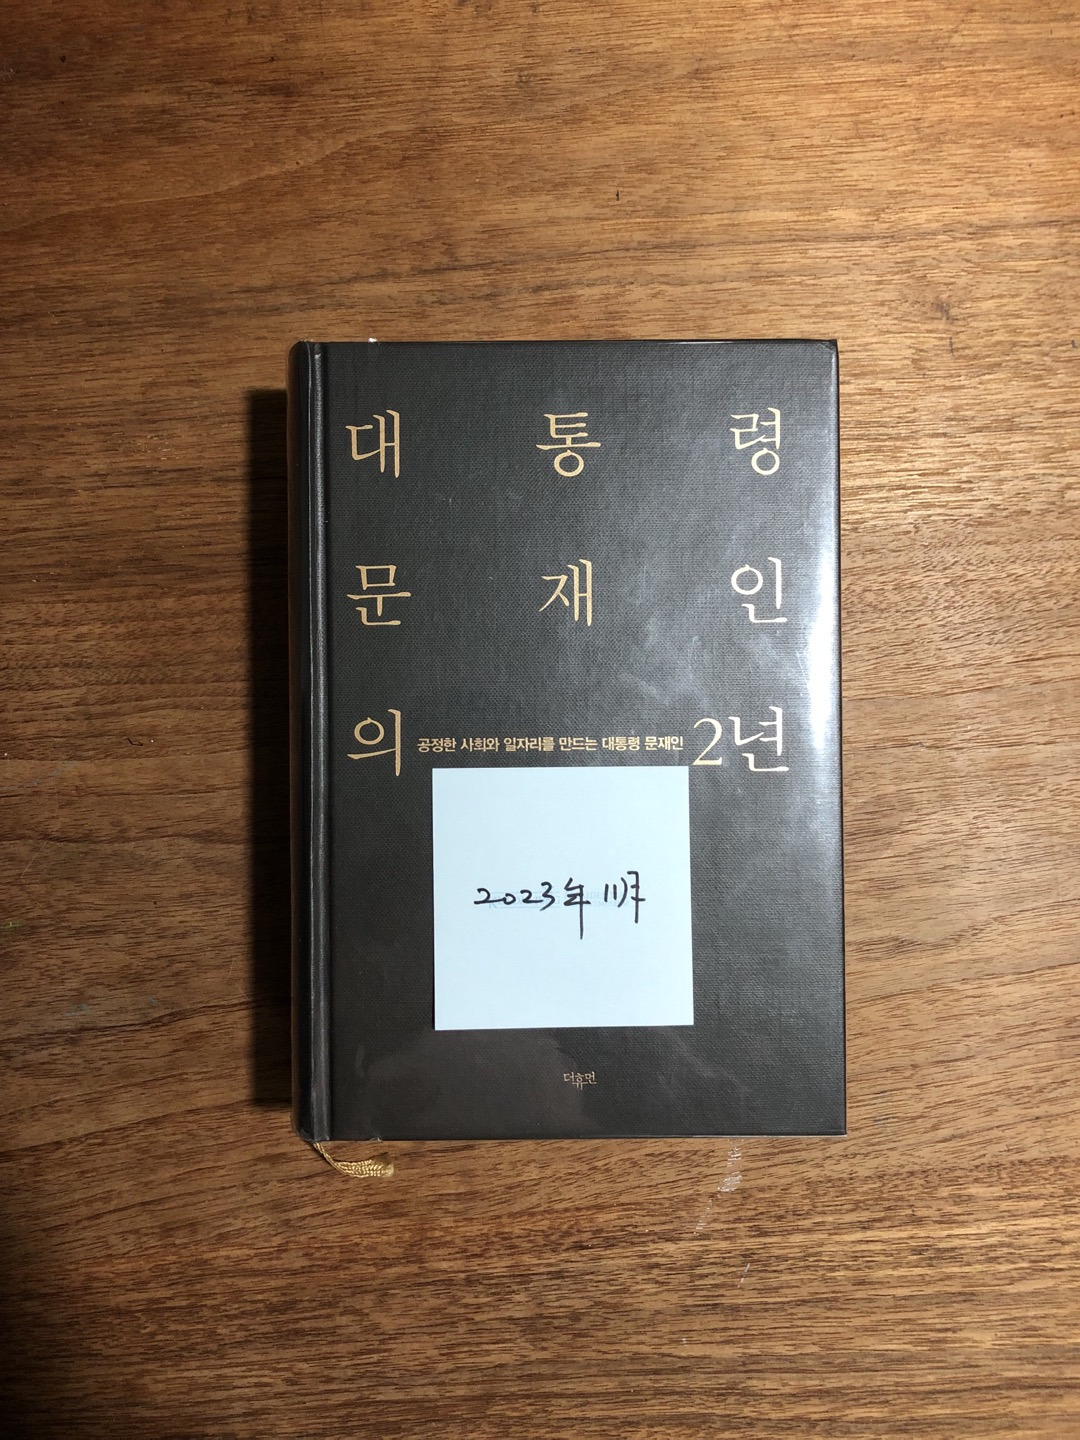 대통령
문재인
의 공정한 사회와 일자리를 만드는 대통령 문재인 2년
2023年 11月
더휴먼